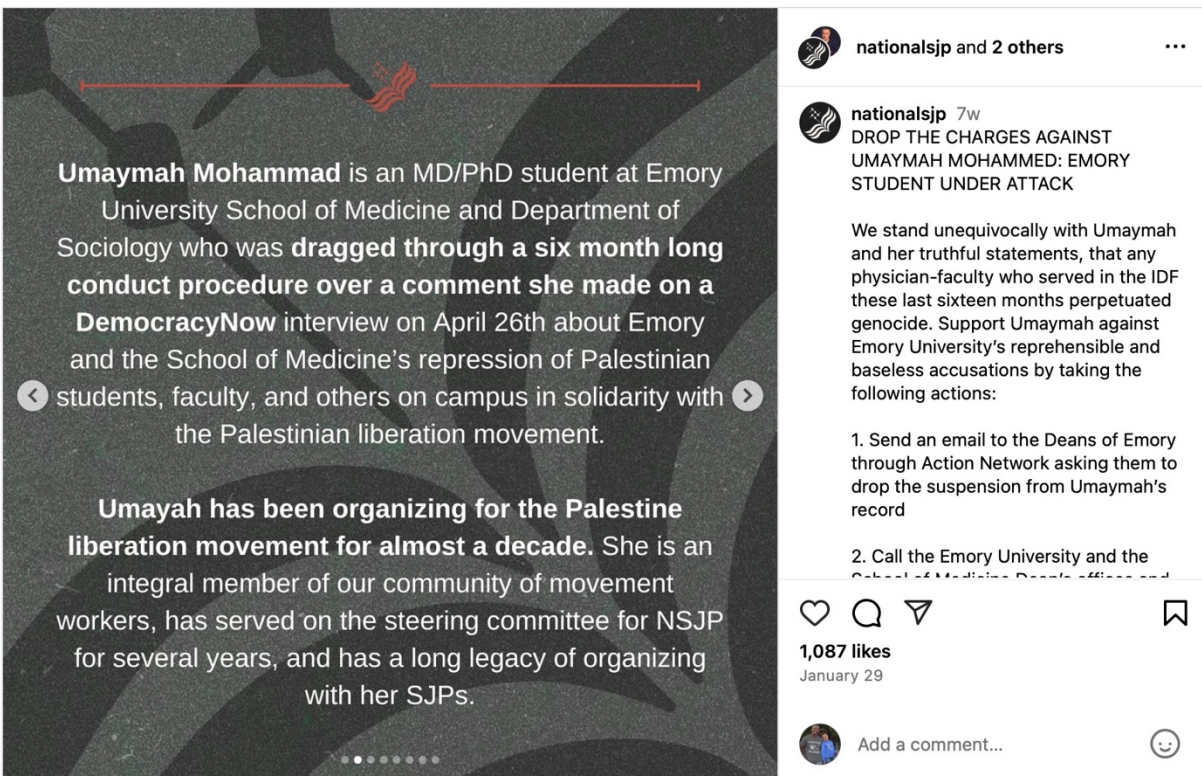 Umaymah Mohammad is an MD/PhD student at Emory
University School of Medicine and Department of
Sociology who was dragged through a six month long
conduct procedure over a comment she made on a
DemocracyNow interview on April 26th about Emory
and the School of Medicine's repression of Palestinian
students, faculty, and others on campus in solidarity with
the Palestinian liberation movement.
Umayah has been organizing for the Palestine
liberation movement for almost a decade. She is an
integral member of our community of movement
workers, has served on the steering committee for NSJP
for several years, and has a long legacy of organizing
with her SJPs.
nationalsjp and 2 others
nationalsjp 7w
DROP THE CHARGES AGAINST
UMAYMAH MOHAMMED: EMORY
STUDENT UNDER ATTACK
We stand unequivocally with Umaymah
and her truthful statements, that any
physician-faculty who served in the IDF
these last sixteen months perpetuated
genocide. Support Umaymah against
Emory University's reprehensible and
baseless accusations by taking the
following actions:
1. Send an email to the Deans of Emory
through Action Network asking them to
drop the suspension from Umaymah's
record
2. Call the Emory University and the
School of Medicine Dean's offices and
1,087 likes
January 29
Add a comment...